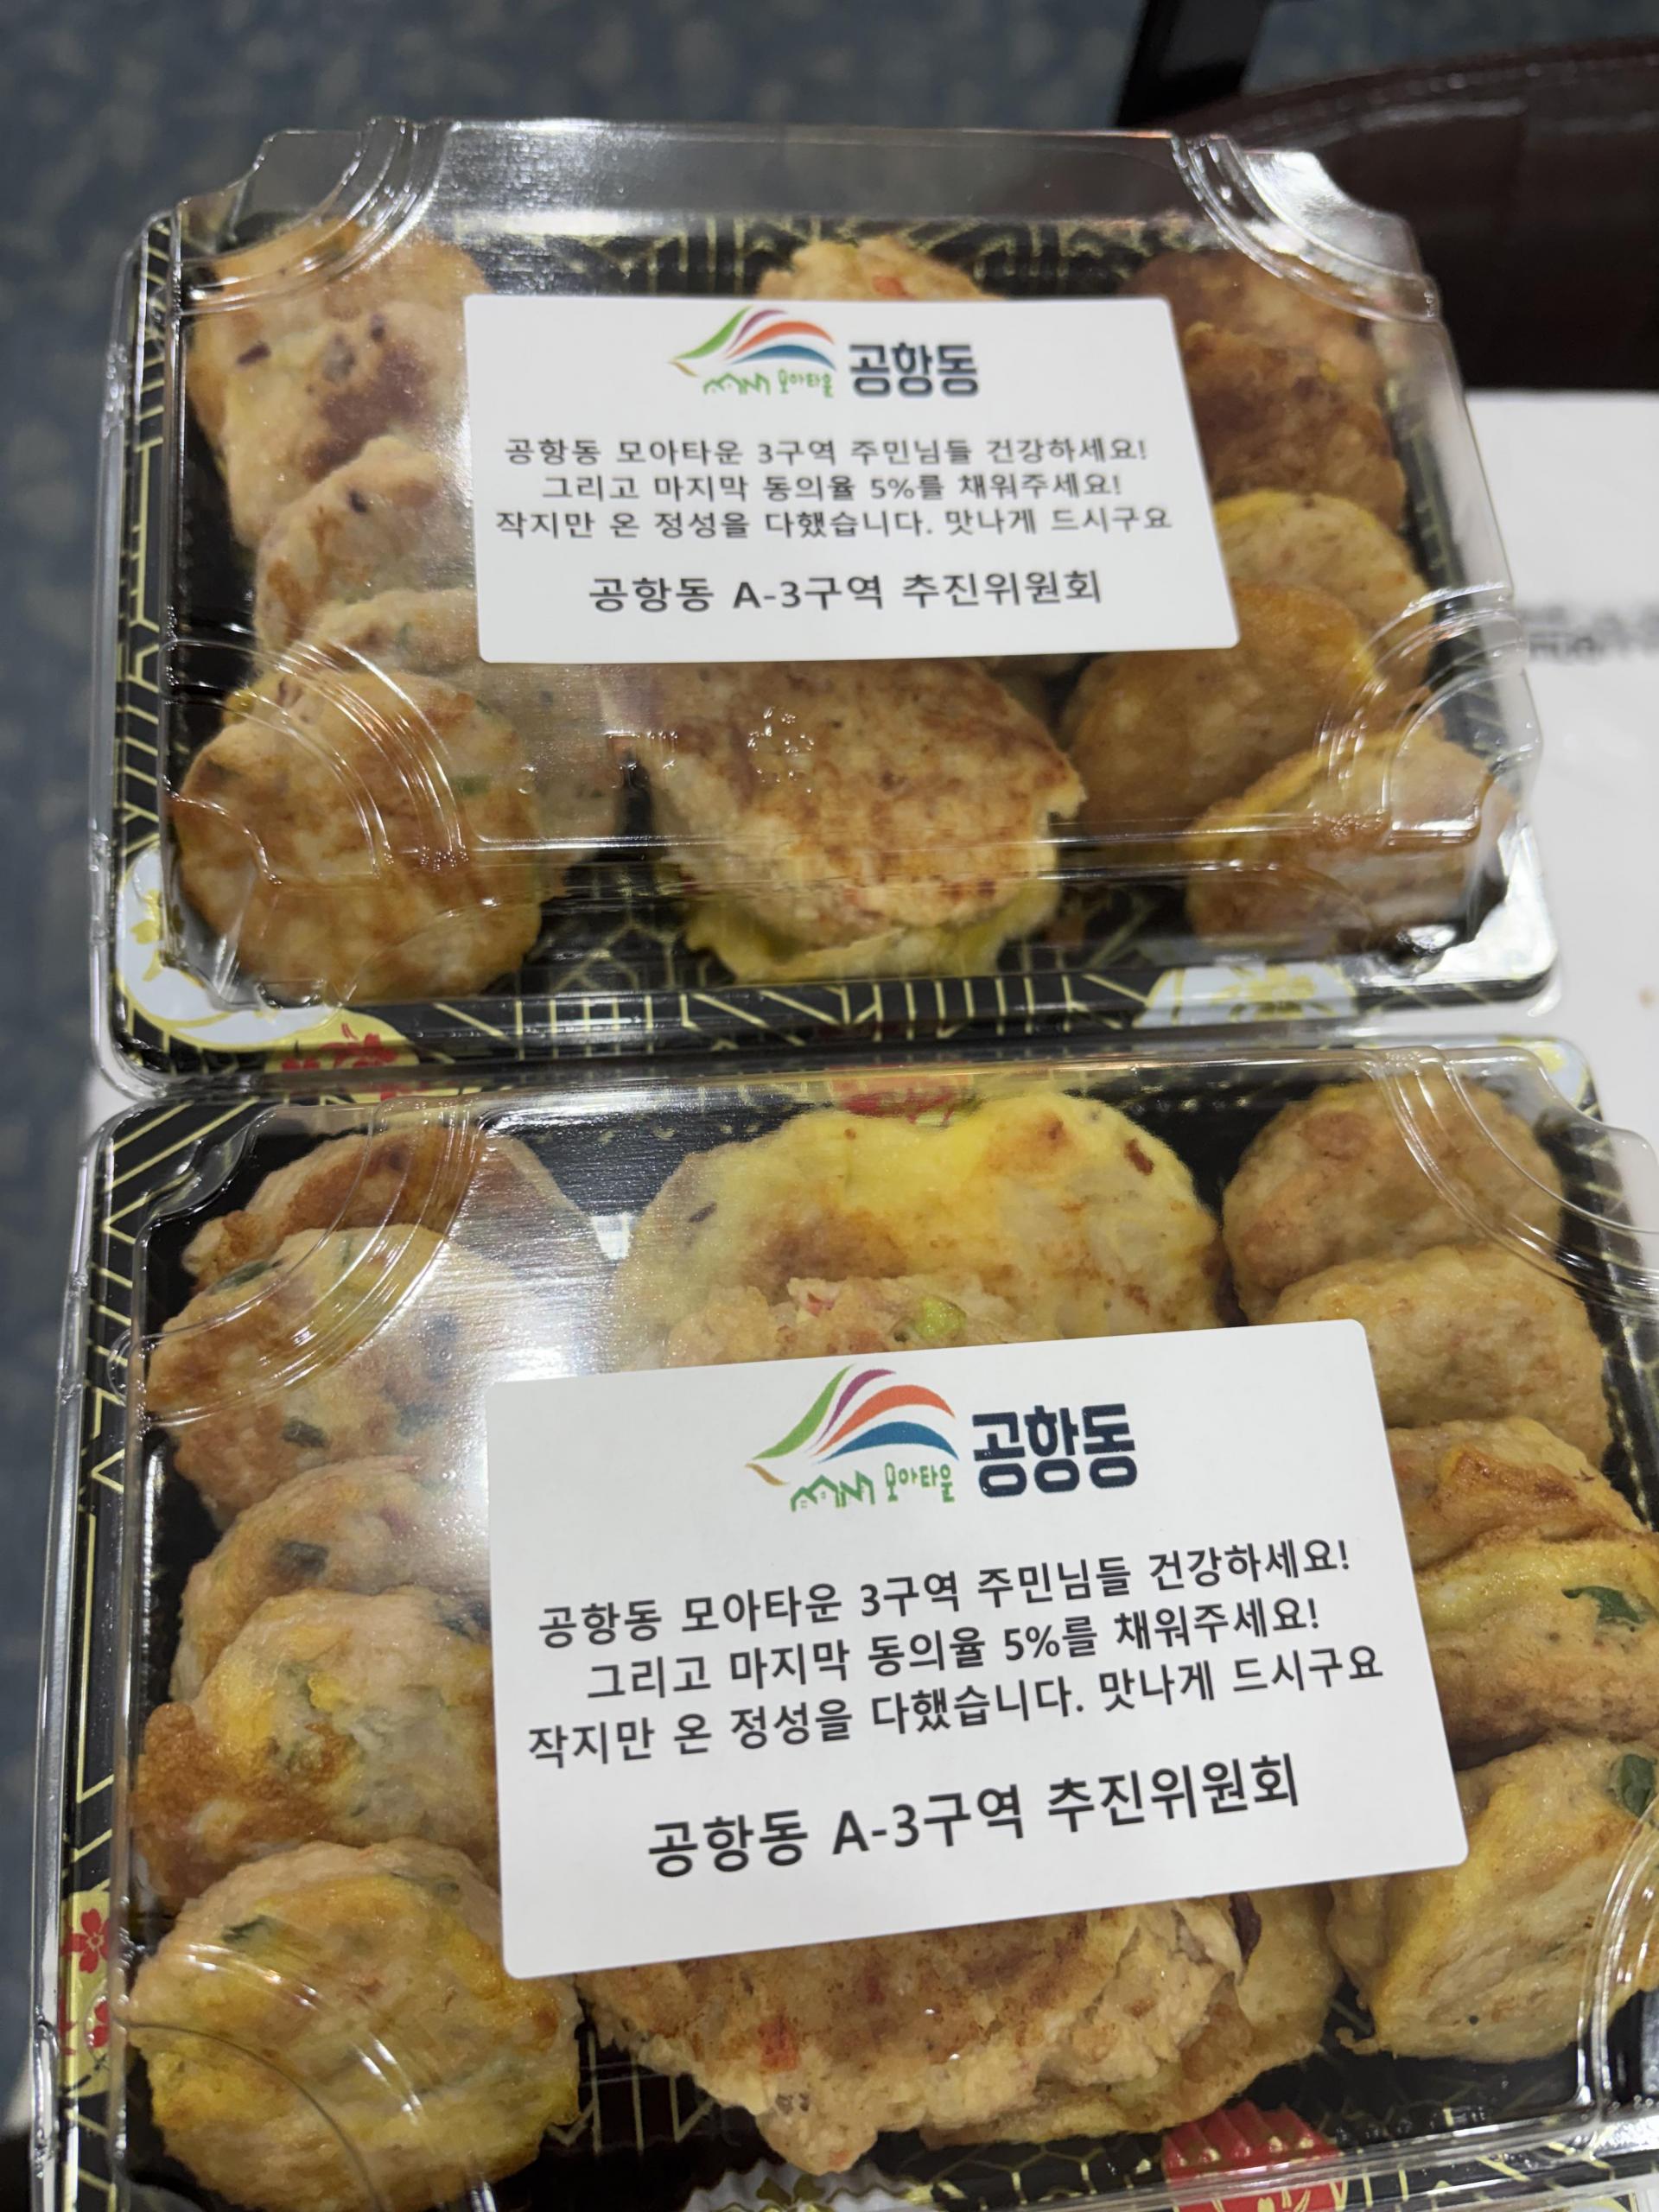 모아타운 공항동
공항동 모아타운 3구역 주민님들 건강하세요!
그리고 마지막 동의율 5%를 채워주세요!
작지만 온 정성을 다했습니다. 맛나게 드시구요
공항동 A-3구역 추진위원회
모아타운 공항동
공항동 모아타운 3구역 주민님들 건강하세요!
그리고 마지막 동의율 5%를 채워주세요!
작지만 온 정성을 다했습니다. 맛나게 드시구요
공항동 A-3구역 추진위원회